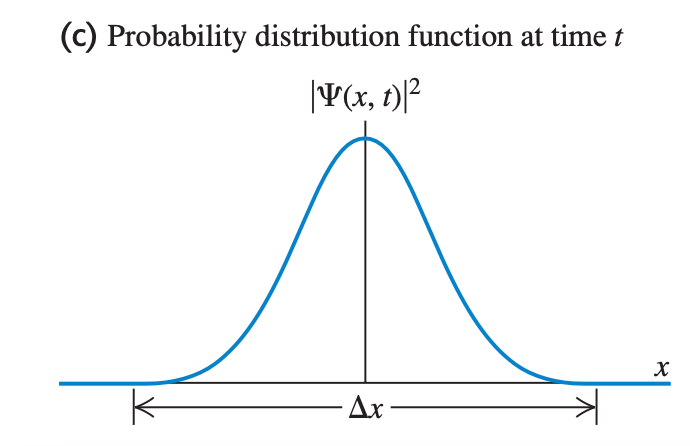 (c) Probability distribution function at time t
|Ψ(x, t)|²
x
Δx